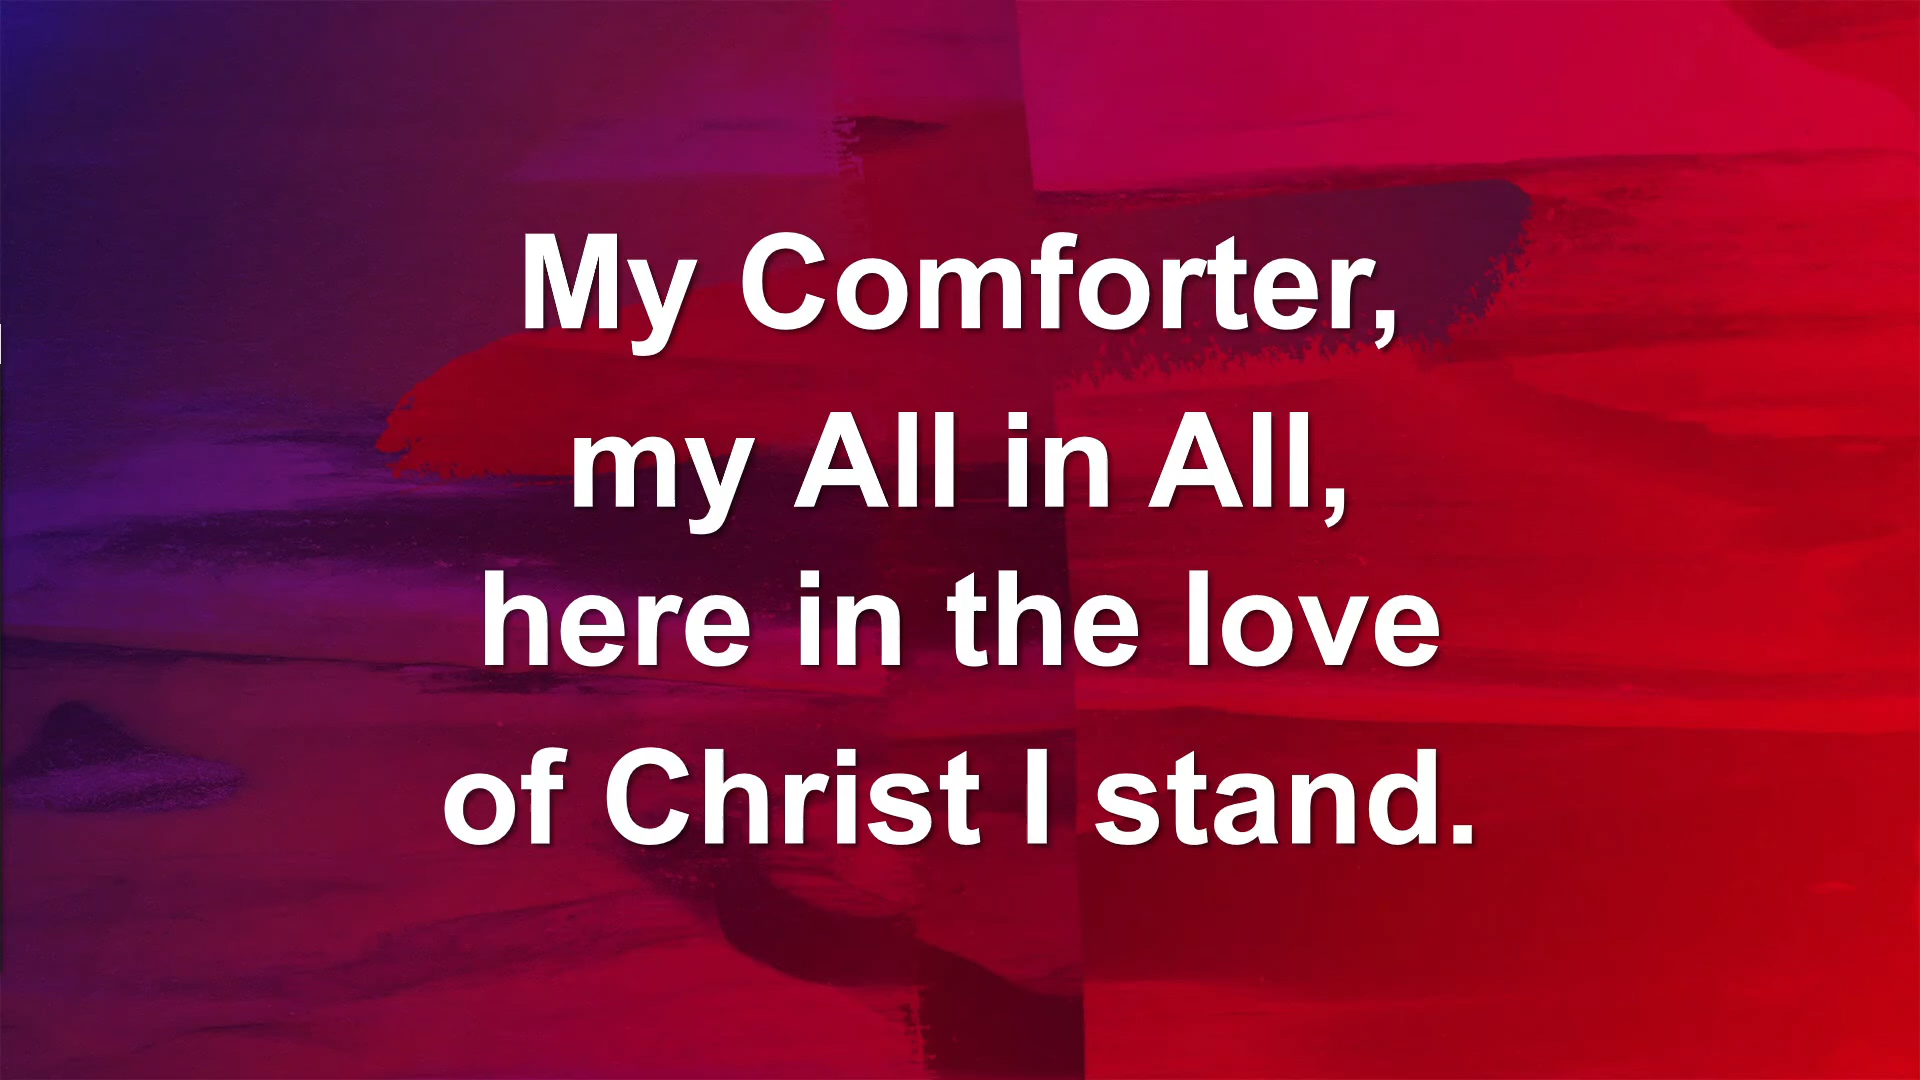 My Comforter,
my All in All,
here in the love
of Christ I stand.